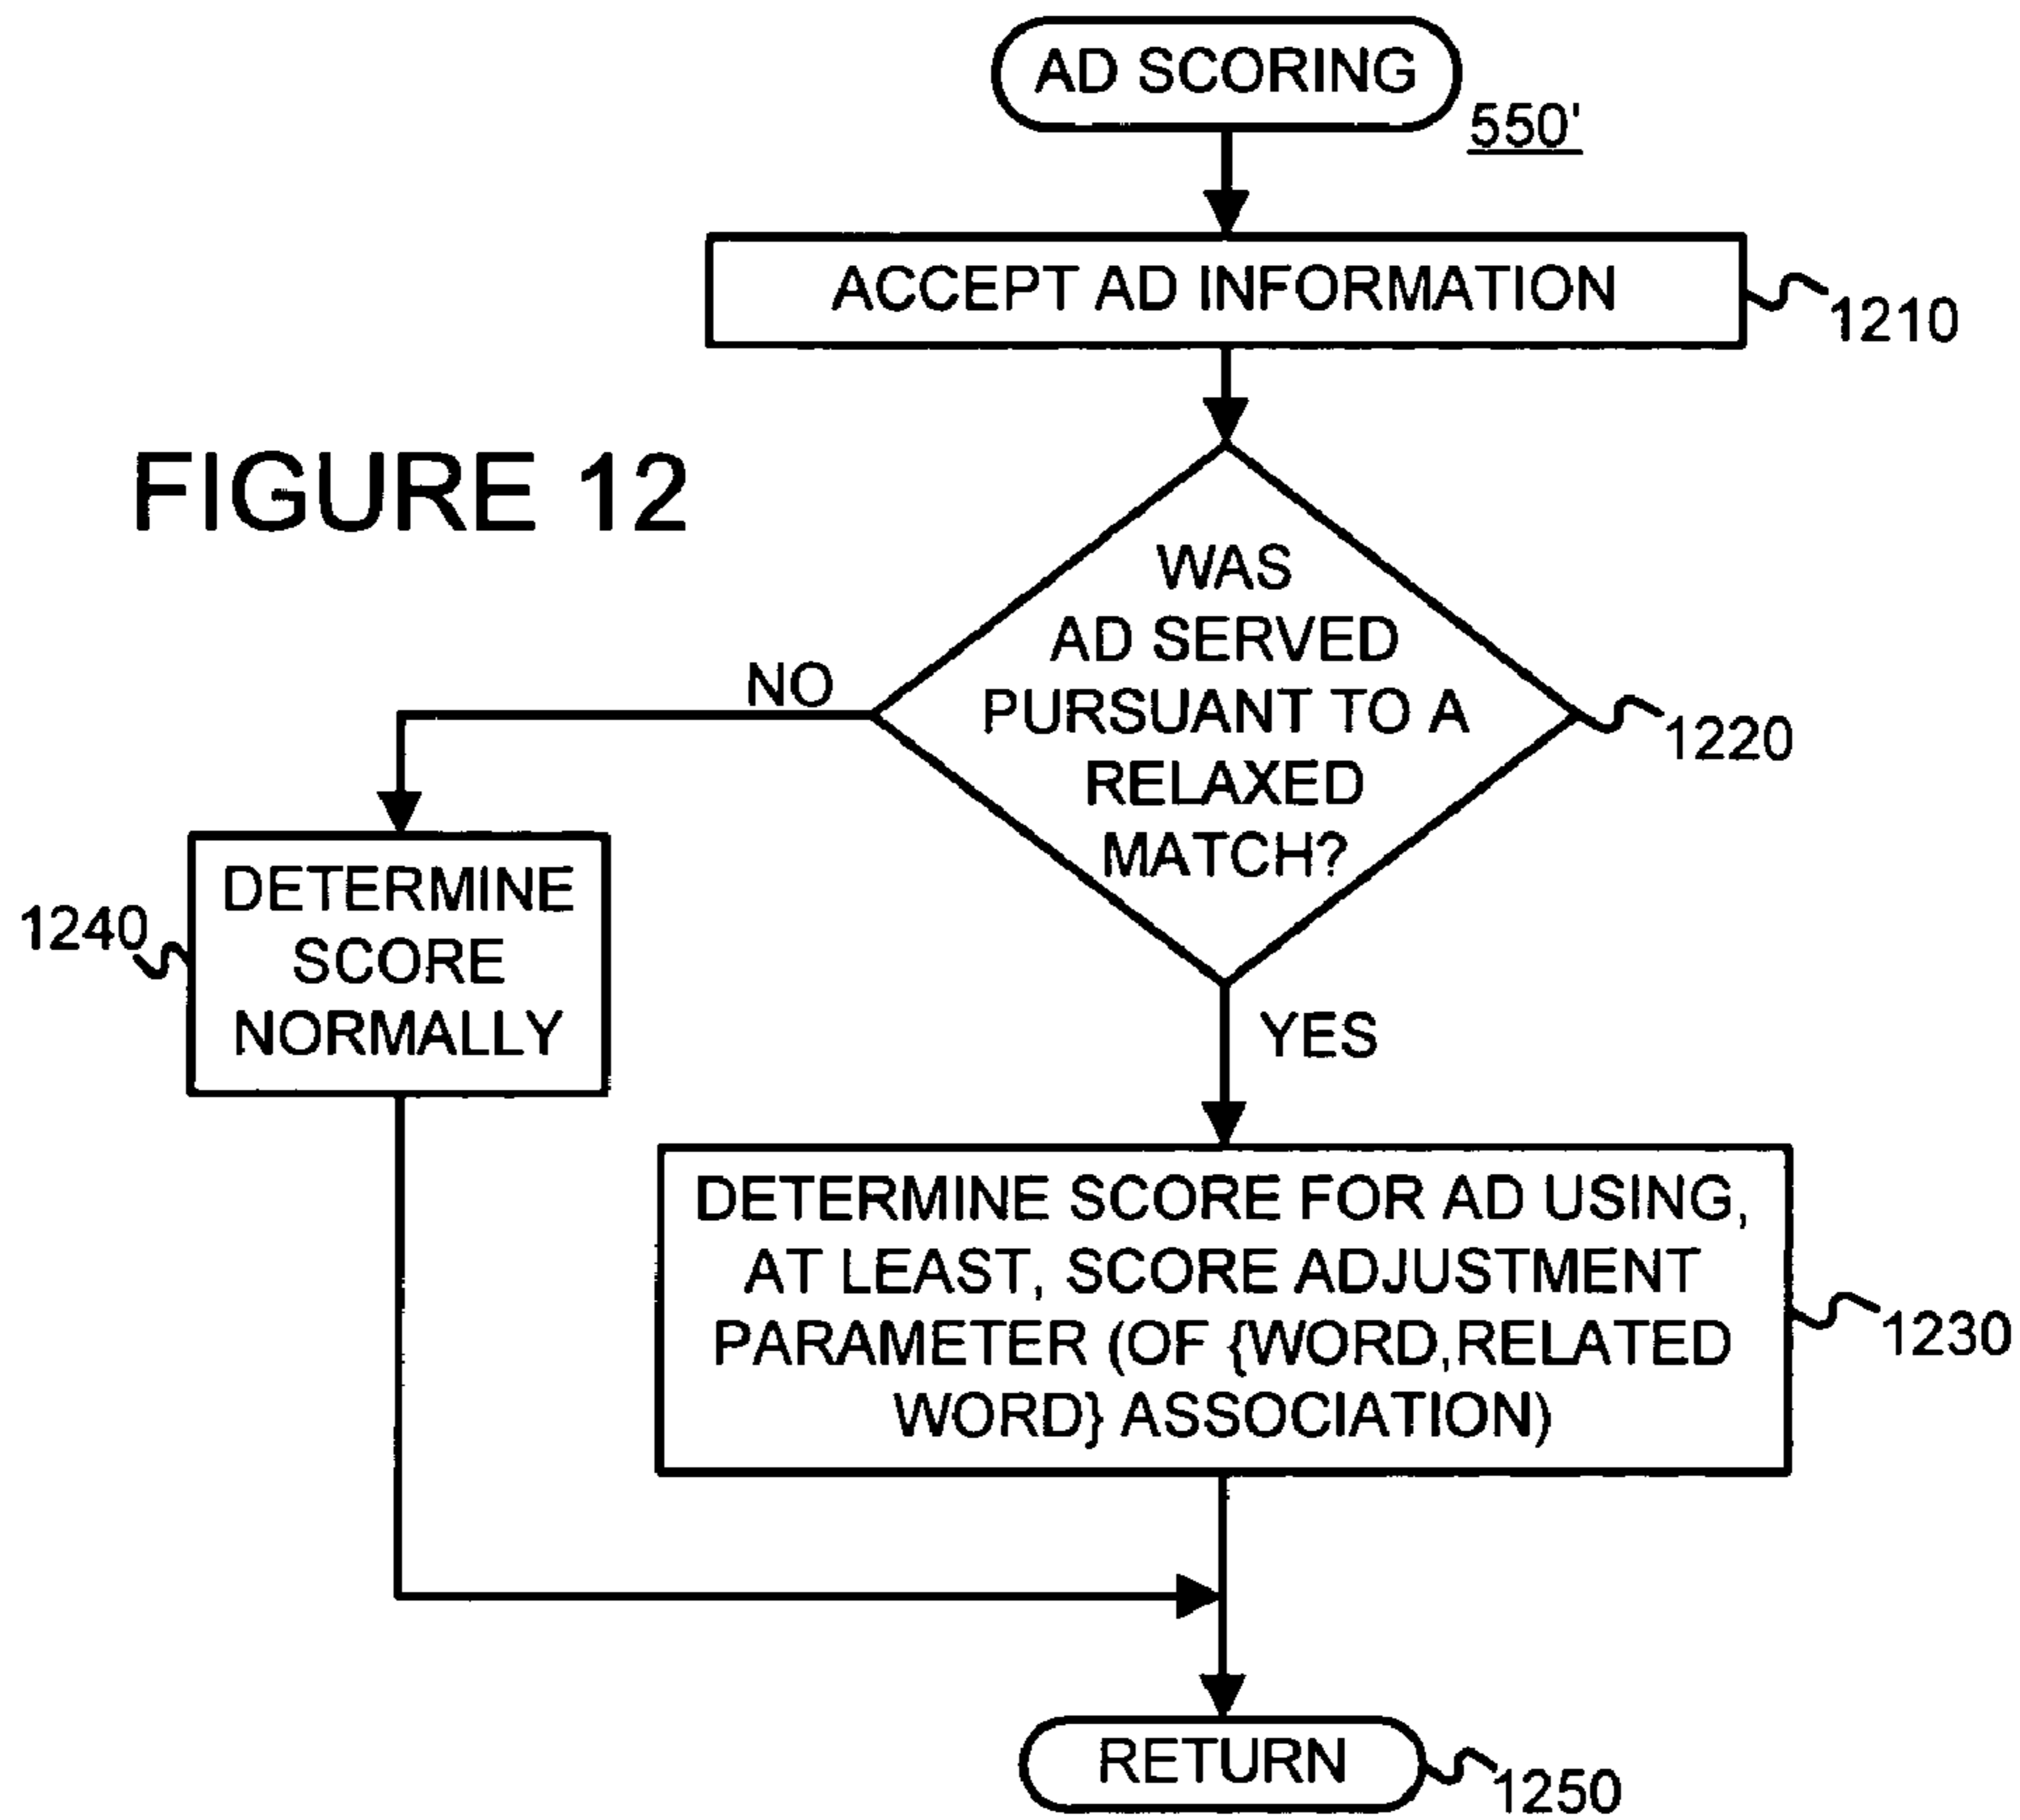 AD SCORING
550'
ACCEPT AD INFORMATION
1210
FIGURE 12
WAS
AD SERVED
PURSUANT TO A
RELAXED
MATCH?
1220
NO
DETERMINE
SCORE
NORMALLY
1240
YES
DETERMINE SCORE FOR AD USING,
AT LEAST, SCORE ADJUSTMENT
PARAMETER (OF {WORD,RELATED
WORD} ASSOCIATION)
1230
RETURN
1250